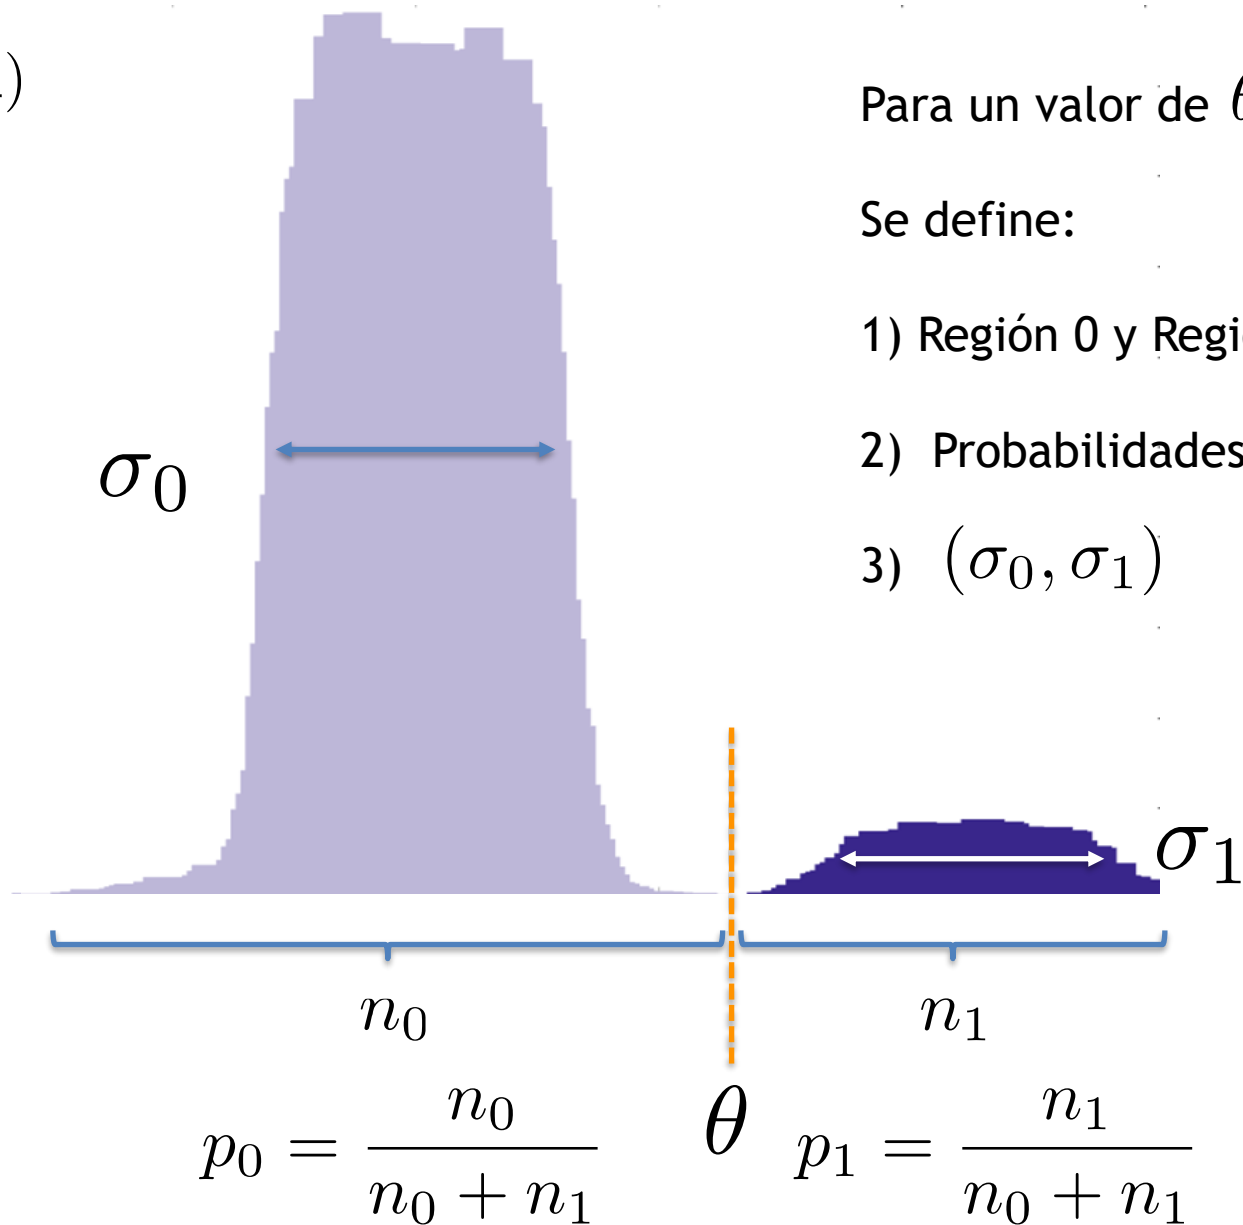 Para un valor de
Se define:
1) Región 0 y
2) Probabilidades
3) (σ₀, σ₁)
σ₀
σ₁
n₀
n₁
θ
p₀ = n₀ / (n₀ + n₁)
p₁ = n₁ / (n₀ + n₁)